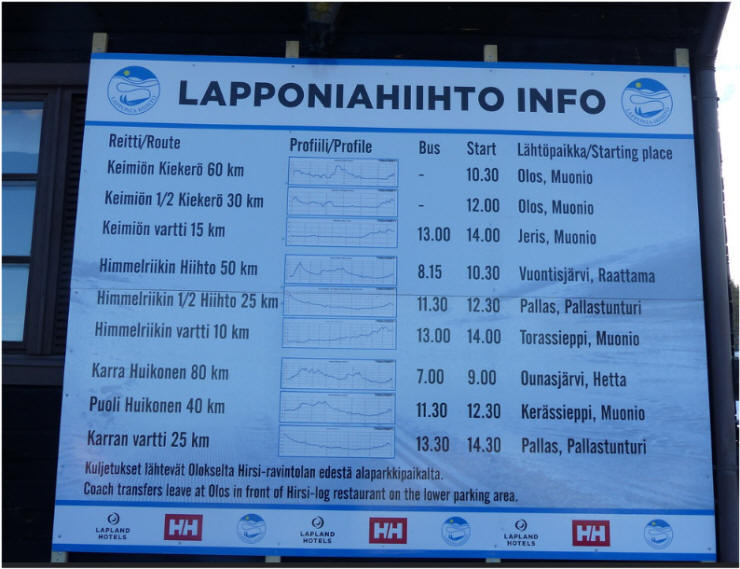 LAPPONIAHIIHTO INFO
Reitti/Route Profiili/Profile Bus Start Lähtöpaikka/Starting place
Keimiön Kiekerö 60 km - 10.30 Olos, Muonio
Keimiön 1/2 Kiekerö 30 km - 12.00 Olos, Muonio
Keimiön vartti 15 km 13.00 14.00 Jeris, Muonio
Himmelriikin Hiihto 50 km 8.15 10.30 Vuontisjärvi, Raattama
Himmelriikin 1/2 Hiihto 25 km 11.30 12.30 Pallas, Pallastunturi
Himmelriikin vartti 10 km 13.00 14.00 Torassieppi, Muonio
Karra Huikonen 80 km 7.00 9.00 Ounasjärvi, Hetta
Puoli Huikonen 40 km 11.30 12.30 Kerässieppi, Muonio
Karran vartti 25 km 13.30 14.30 Pallas, Pallastunturi
Kuljetukset lähtevät Olokselta Hirsi-ravintolan edestä alaparkkipaikalta.
Coach transfers leave at Olos in front of Hirsi-log restaurant on the lower parking area.
LAPLAND HOTELS HH LAPLAND HOTELS HH LAPLAND HOTELS HH